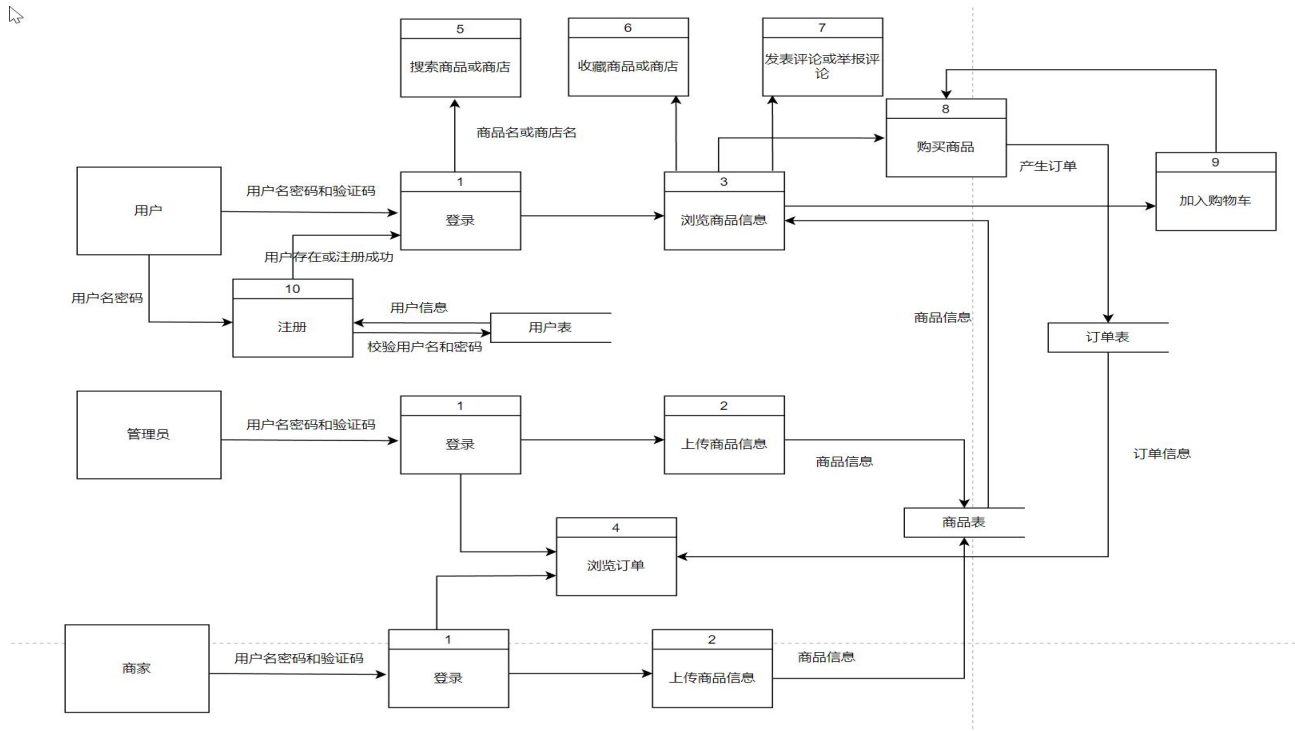 5
搜索商品或商店
6
收藏商品或商店
7
发表评论或举报评
论
8
购买商品
产生订单
9
加入购物车
商品名或商店名
用户
用户名密码和验证码
1
登录
3
浏览商品信息
用户存在或注册成功
用户名密码
10
注册
用户信息
校验用户名和密码
用户表
商品信息
订单表
管理员
用户名密码和验证码
1
登录
2
上传商品信息
商品信息
订单信息
商品表
4
浏览订单
商家
用户名密码和验证码
1
登录
2
上传商品信息
商品信息